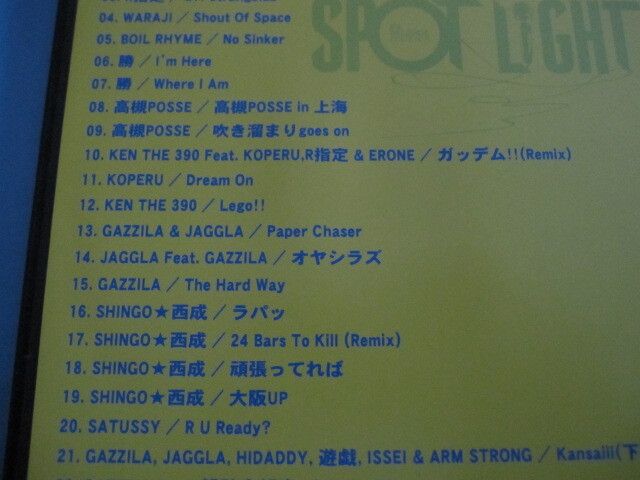 SPOT LIGHT
04. WARAJI / Shout Of Space
05. BOIL RHYME / No Sinker
06. 勝 / I'm Here
07. 勝 / Where I Am
08. 高槻POSSE / 高槻POSSE in 上海
09. 高槻POSSE / 吹き溜まりgoes on
10. KEN THE 390 Feat. KOPERU,R指定 & ERONE / ガッデム!!(Remix)
11. KOPERU / Dream On
12. KEN THE 390 / Lego!!
13. GAZZILA & JAGGLA / Paper Chaser
14. JAGGLA Feat. GAZZILA / オヤシラズ
15. GAZZILA / The Hard Way
16. SHINGO★西成 / ラパッ
17. SHINGO★西成 / 24 Bars To Kill (Remix)
18. SHINGO★西成 / 頑張ってれば
19. SHINGO★西成 / 大阪UP
20. SATUSSY / R U Ready?
21. GAZZILA, JAGGLA, HIDADDY, 遊戯, ISSEI & ARM STRONG / Kansaiii(下